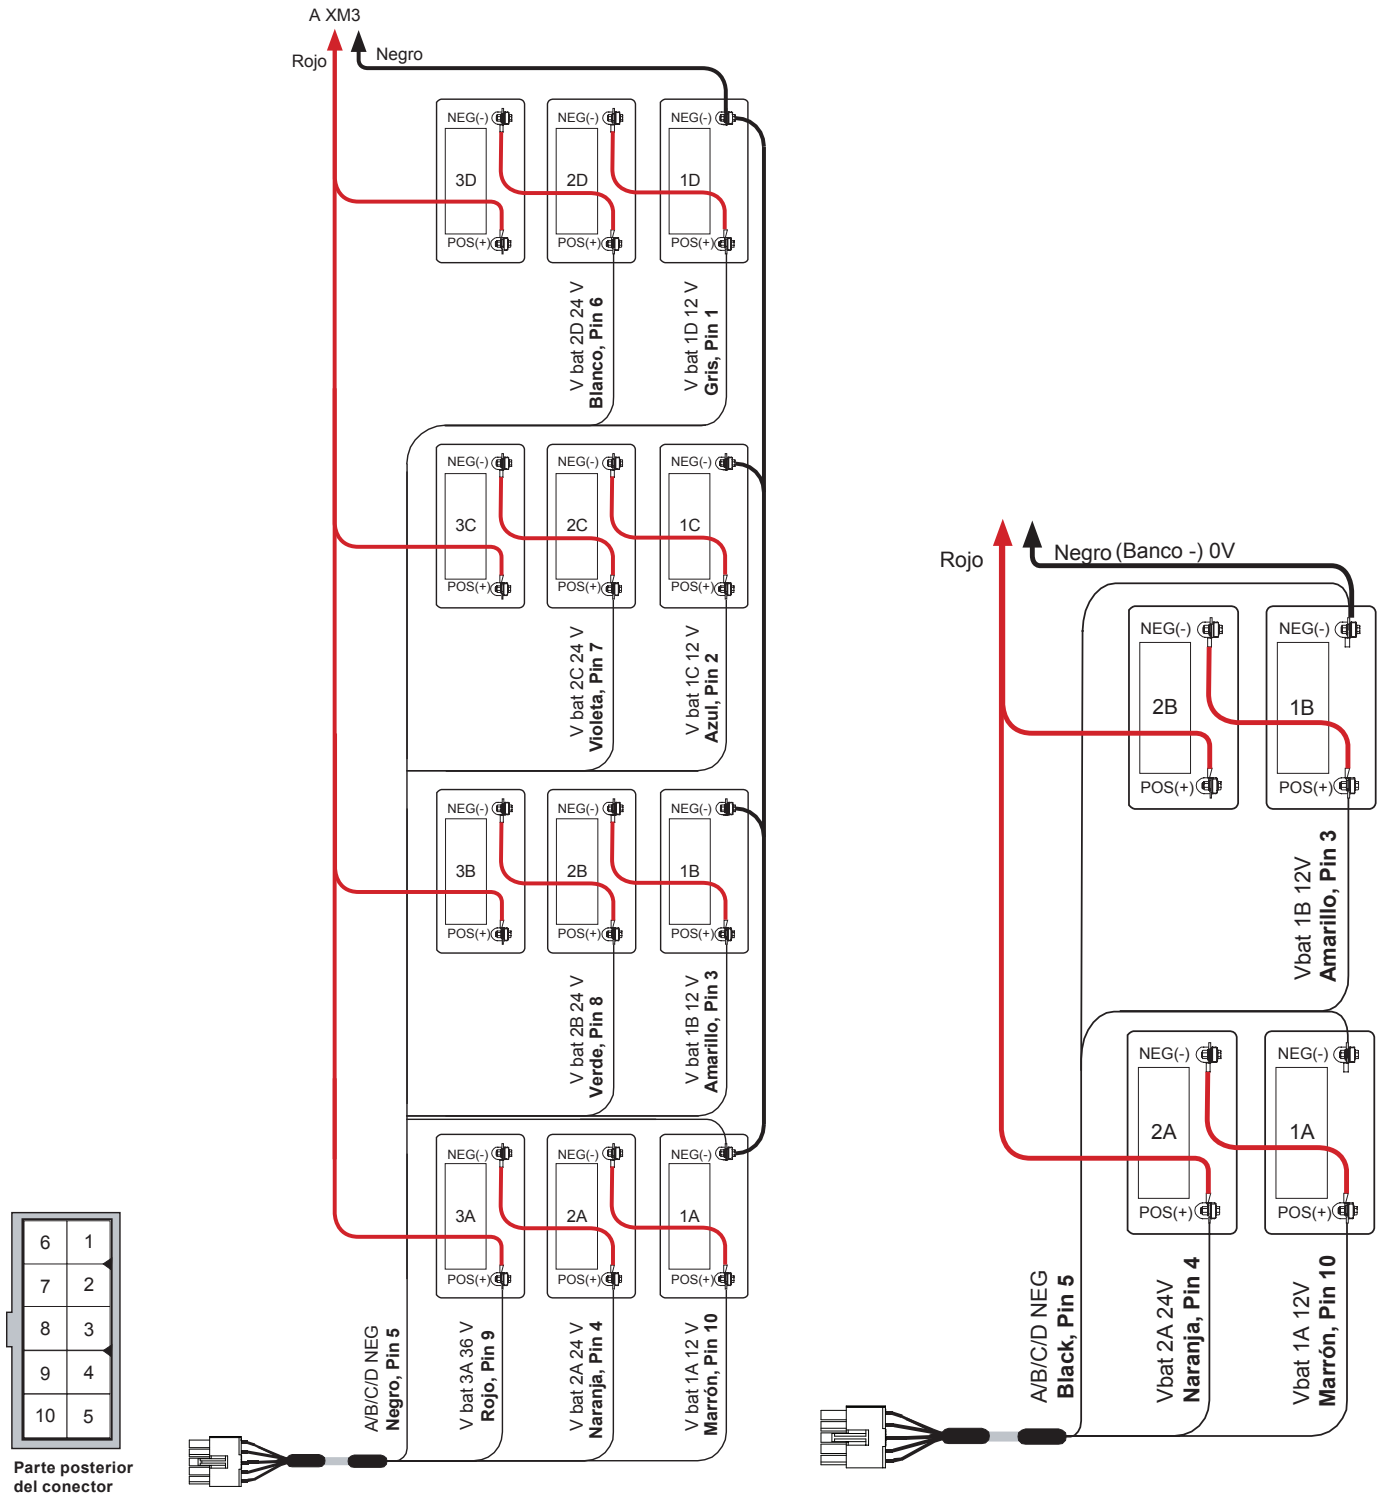 A XM3
Rojo
Negro
NEG(-)
NEG(-)
NEG(-)
3D
2D
1D
POS(+)
POS(+)
POS(+)
V bat 2D 24 V
Blanco, Pin 6
V bat 1D 12 V
Gris, Pin 1
NEG(-)
NEG(-)
NEG(-)
3C
2C
1C
POS(+)
POS(+)
POS(+)
V bat 2C 24 V
Violeta, Pin 7
V bat 1C 12 V
Azul, Pin 2
NEG(-)
NEG(-)
NEG(-)
3B
2B
1B
POS(+)
POS(+)
POS(+)
V bat 2B 24 V
Verde, Pin 8
V bat 1B 12 V
Amarillo, Pin 3
NEG(-)
NEG(-)
NEG(-)
3A
2A
1A
POS(+)
POS(+)
POS(+)
A/B/C/D NEG
Negro, Pin 5
V bat 3A 36 V
Rojo, Pin 9
V bat 2A 24 V
Naranja, Pin 4
V bat 1A 12 V
Marrón, Pin 10
6 1
7 2
8 3
9 4
10 5
Parte posterior
del conector
Rojo
Negro (Banco -) 0V
NEG(-)
NEG(-)
2B
1B
POS(+)
POS(+)
Vbat 1B 12V
Amarillo, Pin 3
NEG(-)
NEG(-)
2A
1A
POS(+)
POS(+)
A/B/C/D NEG
Black, Pin 5
Vbat 2A 24V
Naranja, Pin 4
Vbat 1A 12V
Marrón, Pin 10